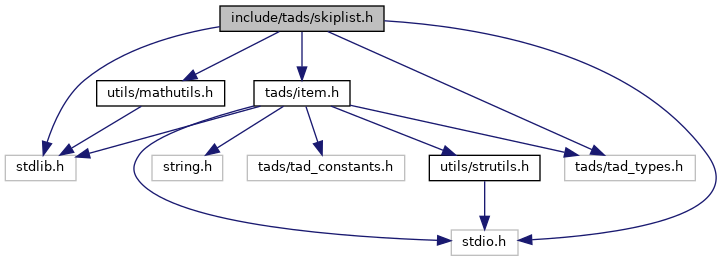 include/tads/skiplist.h
utils/mathutils.h
tads/item.h
stdlib.h
string.h
tads/tad_constants.h
utils/strutils.h
tads/tad_types.h
stdio.h